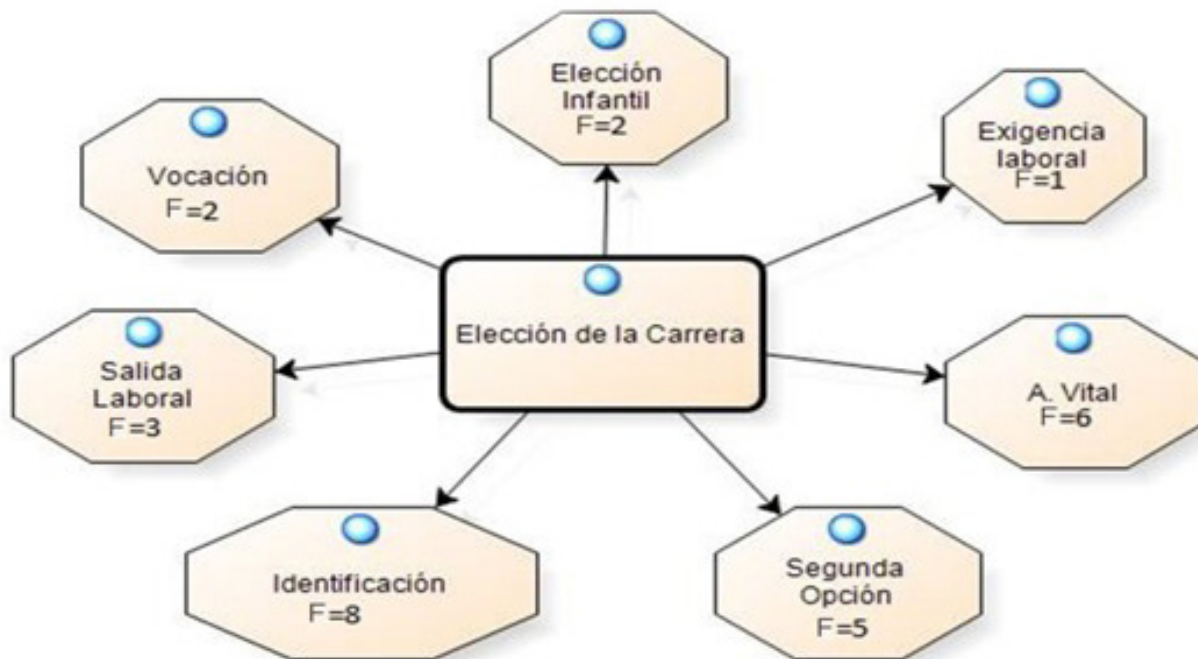 Elección
Infantil
F=2
Exigencia
laboral
F=1
Vocación
F=2
Elección de la Carrera
Salida
Laboral
F=3
A. Vital
F=6
Identificación
F=8
Segunda
Opción
F=5